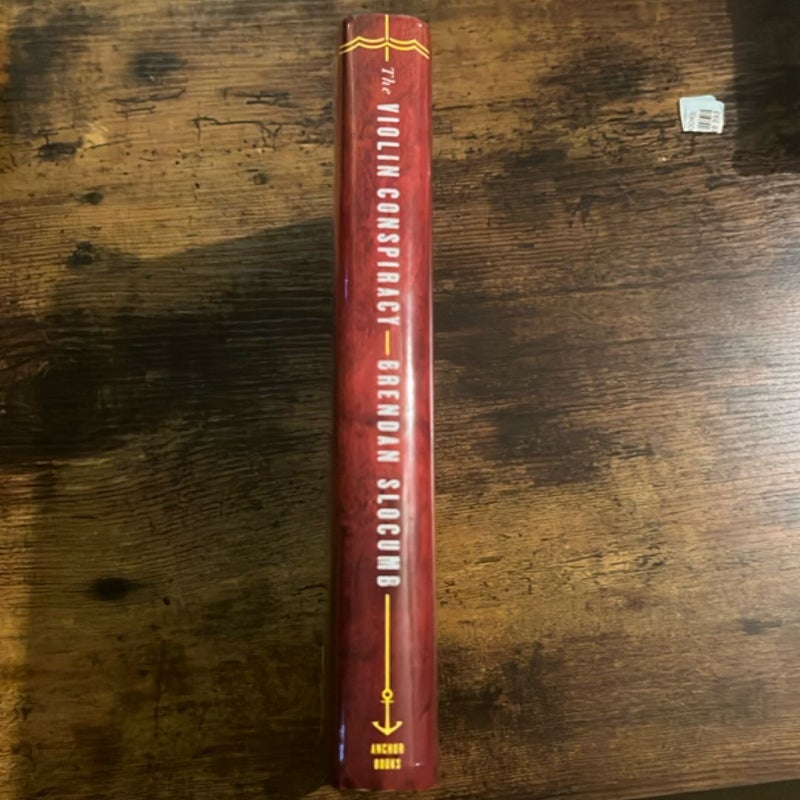 The VIOLIN CONSPIRACY — BRENDAN SLOCUMB
ANCHOR
BOOKS